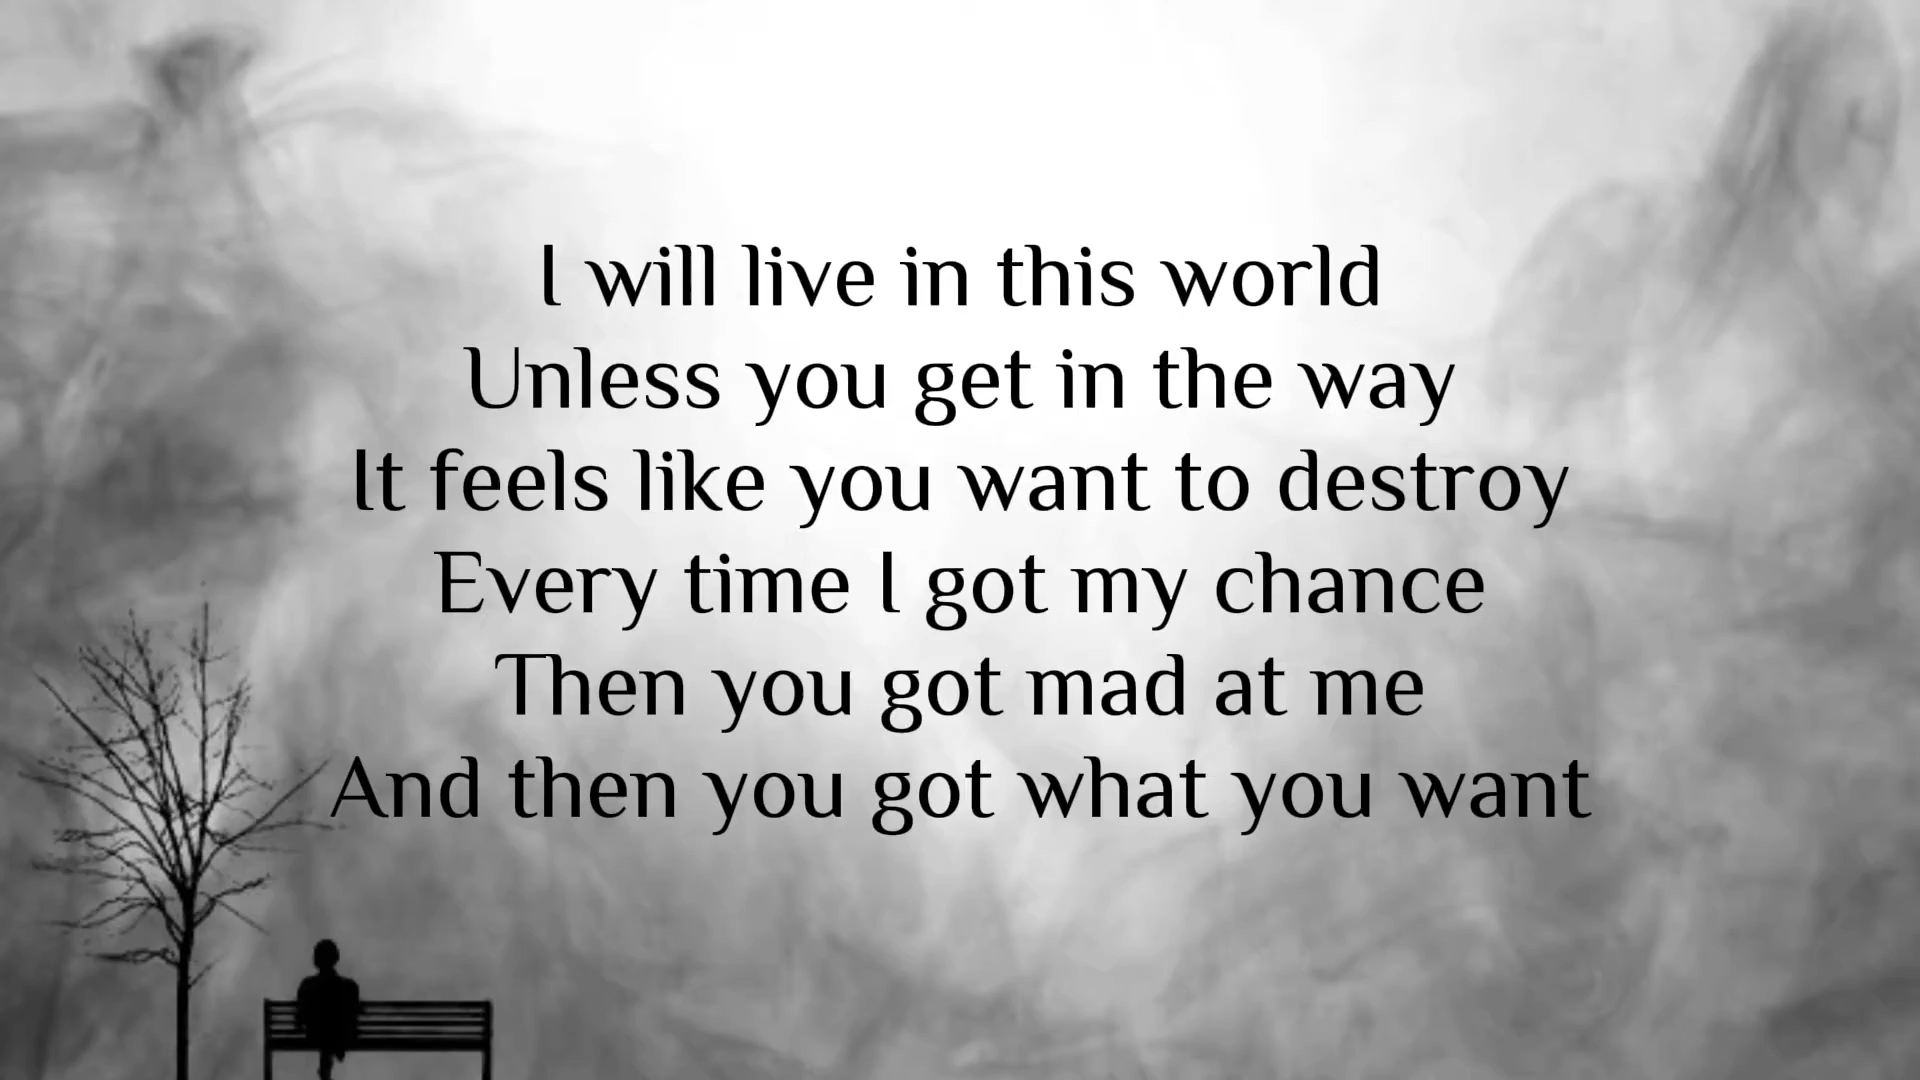 I will live in this world
Unless you get in the way
It feels like you want to destroy
Every time I got my chance
Then you got mad at me
And then you got what you want